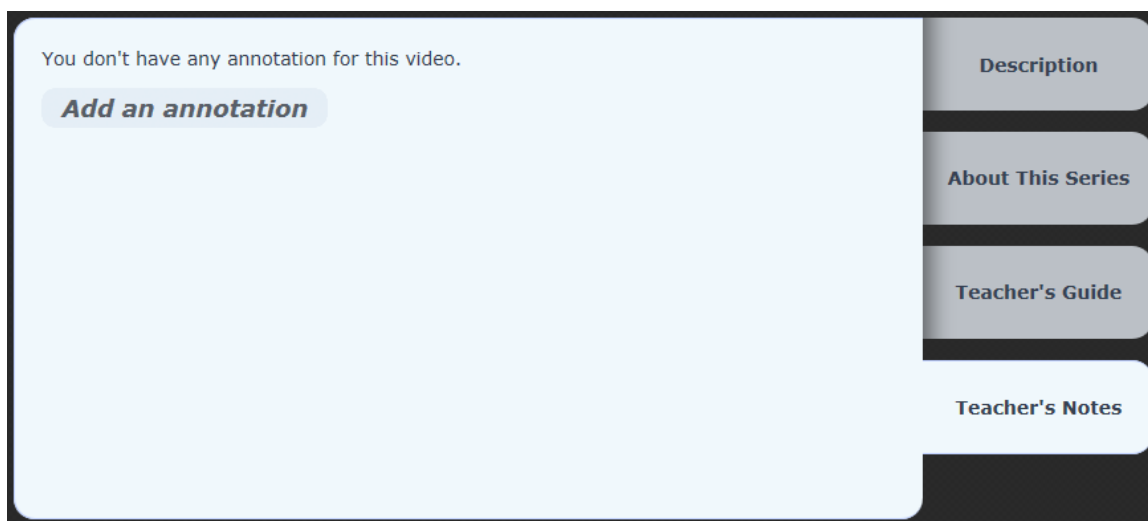 You don't have any annotation for this video.
Add an annotation
Description
About This Series
Teacher's Guide
Teacher's Notes